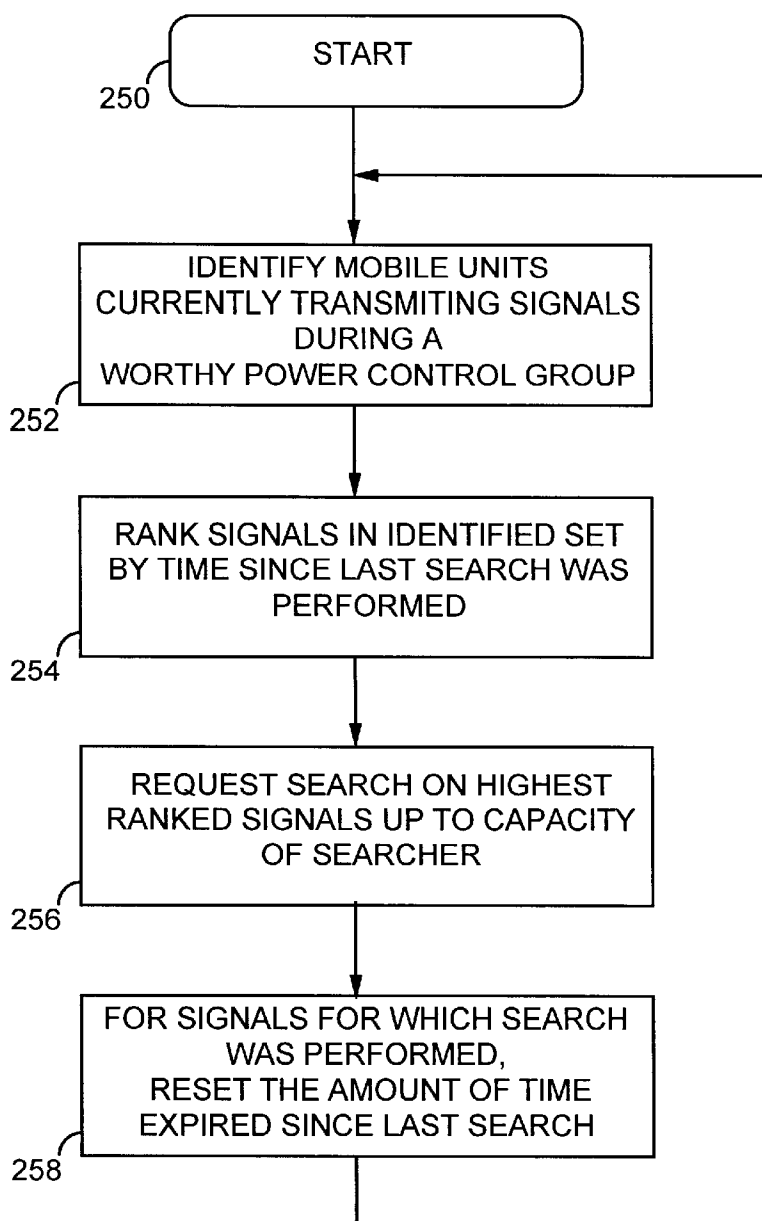 START
250
IDENTIFY MOBILE UNITS
CURRENTLY TRANSMITING SIGNALS
DURING A
WORTHY POWER CONTROL GROUP
252
RANK SIGNALS IN IDENTIFIED SET
BY TIME SINCE LAST SEARCH WAS
PERFORMED
254
REQUEST SEARCH ON HIGHEST
RANKED SIGNALS UP TO CAPACITY
OF SEARCHER
256
FOR SIGNALS FOR WHICH SEARCH
WAS PERFORMED,
RESET THE AMOUNT OF TIME
EXPIRED SINCE LAST SEARCH
258